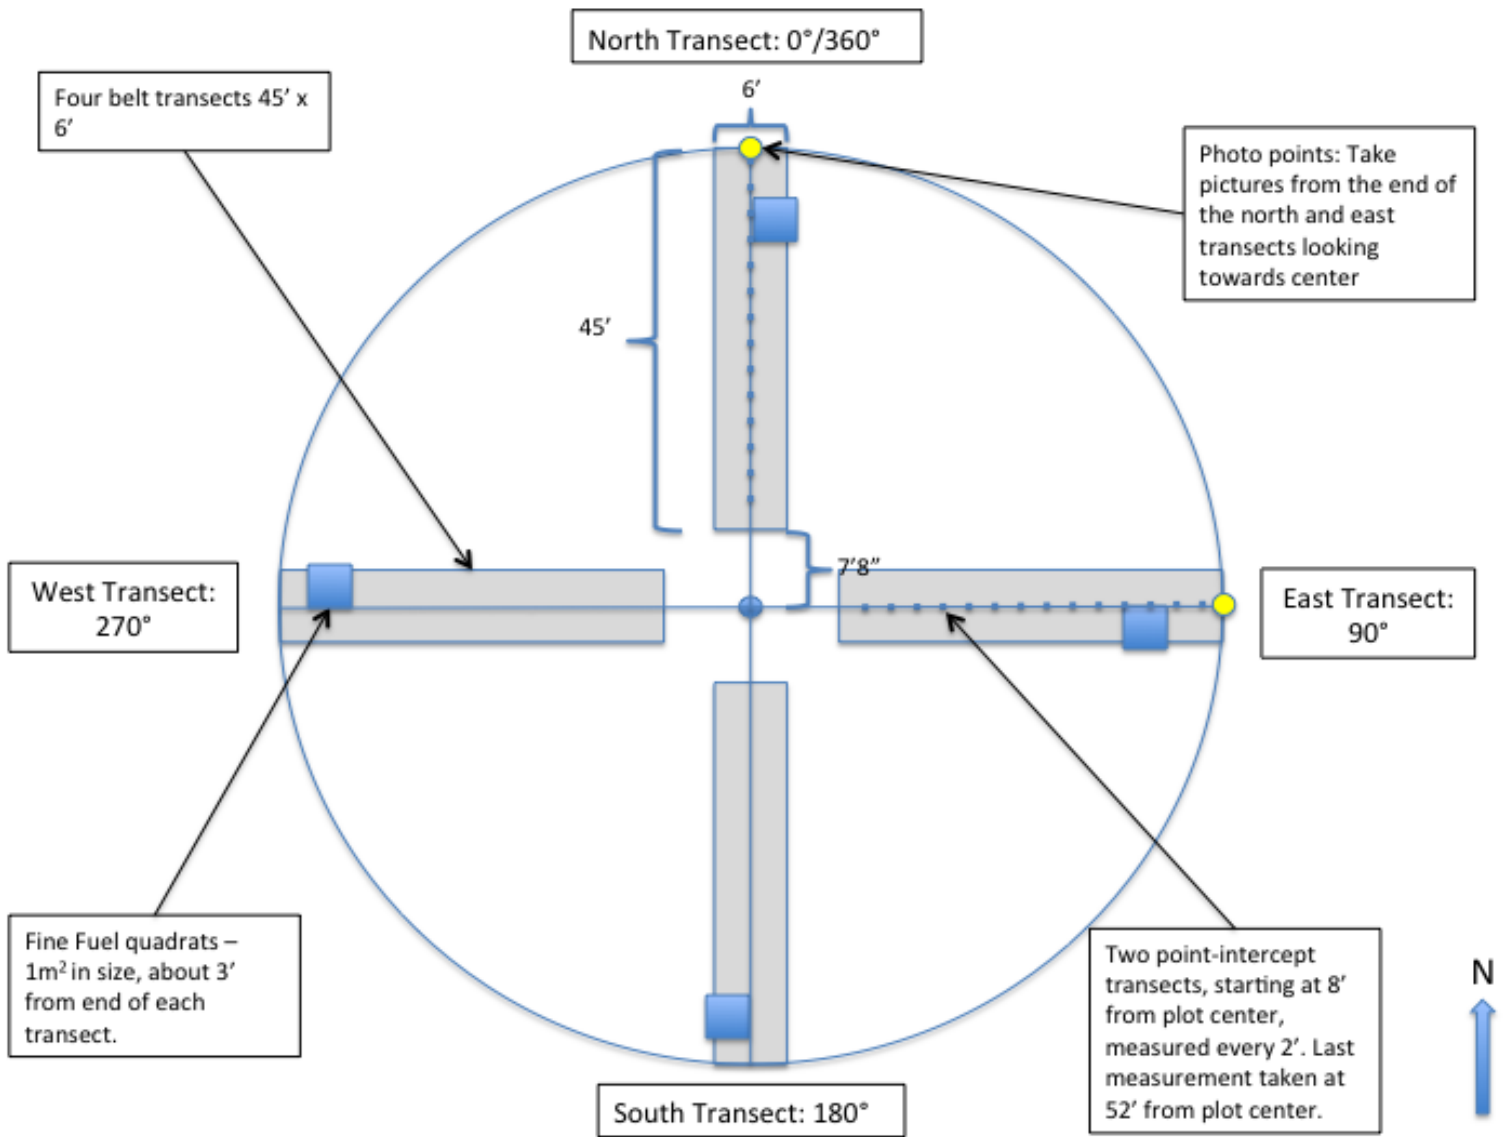 North Transect: 0°/360°
6’
Four belt transects 45’ x
6’
Photo points: Take
pictures from the end of
the north and east
transects looking
towards center
45’
7’8”
West Transect:
270°
East Transect:
90°
Fine Fuel quadrats –
1m² in size, about 3’
from end of each
transect.
Two point-intercept
transects, starting at 8’
from plot center,
measured every 2’. Last
measurement taken at
52’ from plot center.
N
South Transect: 180°